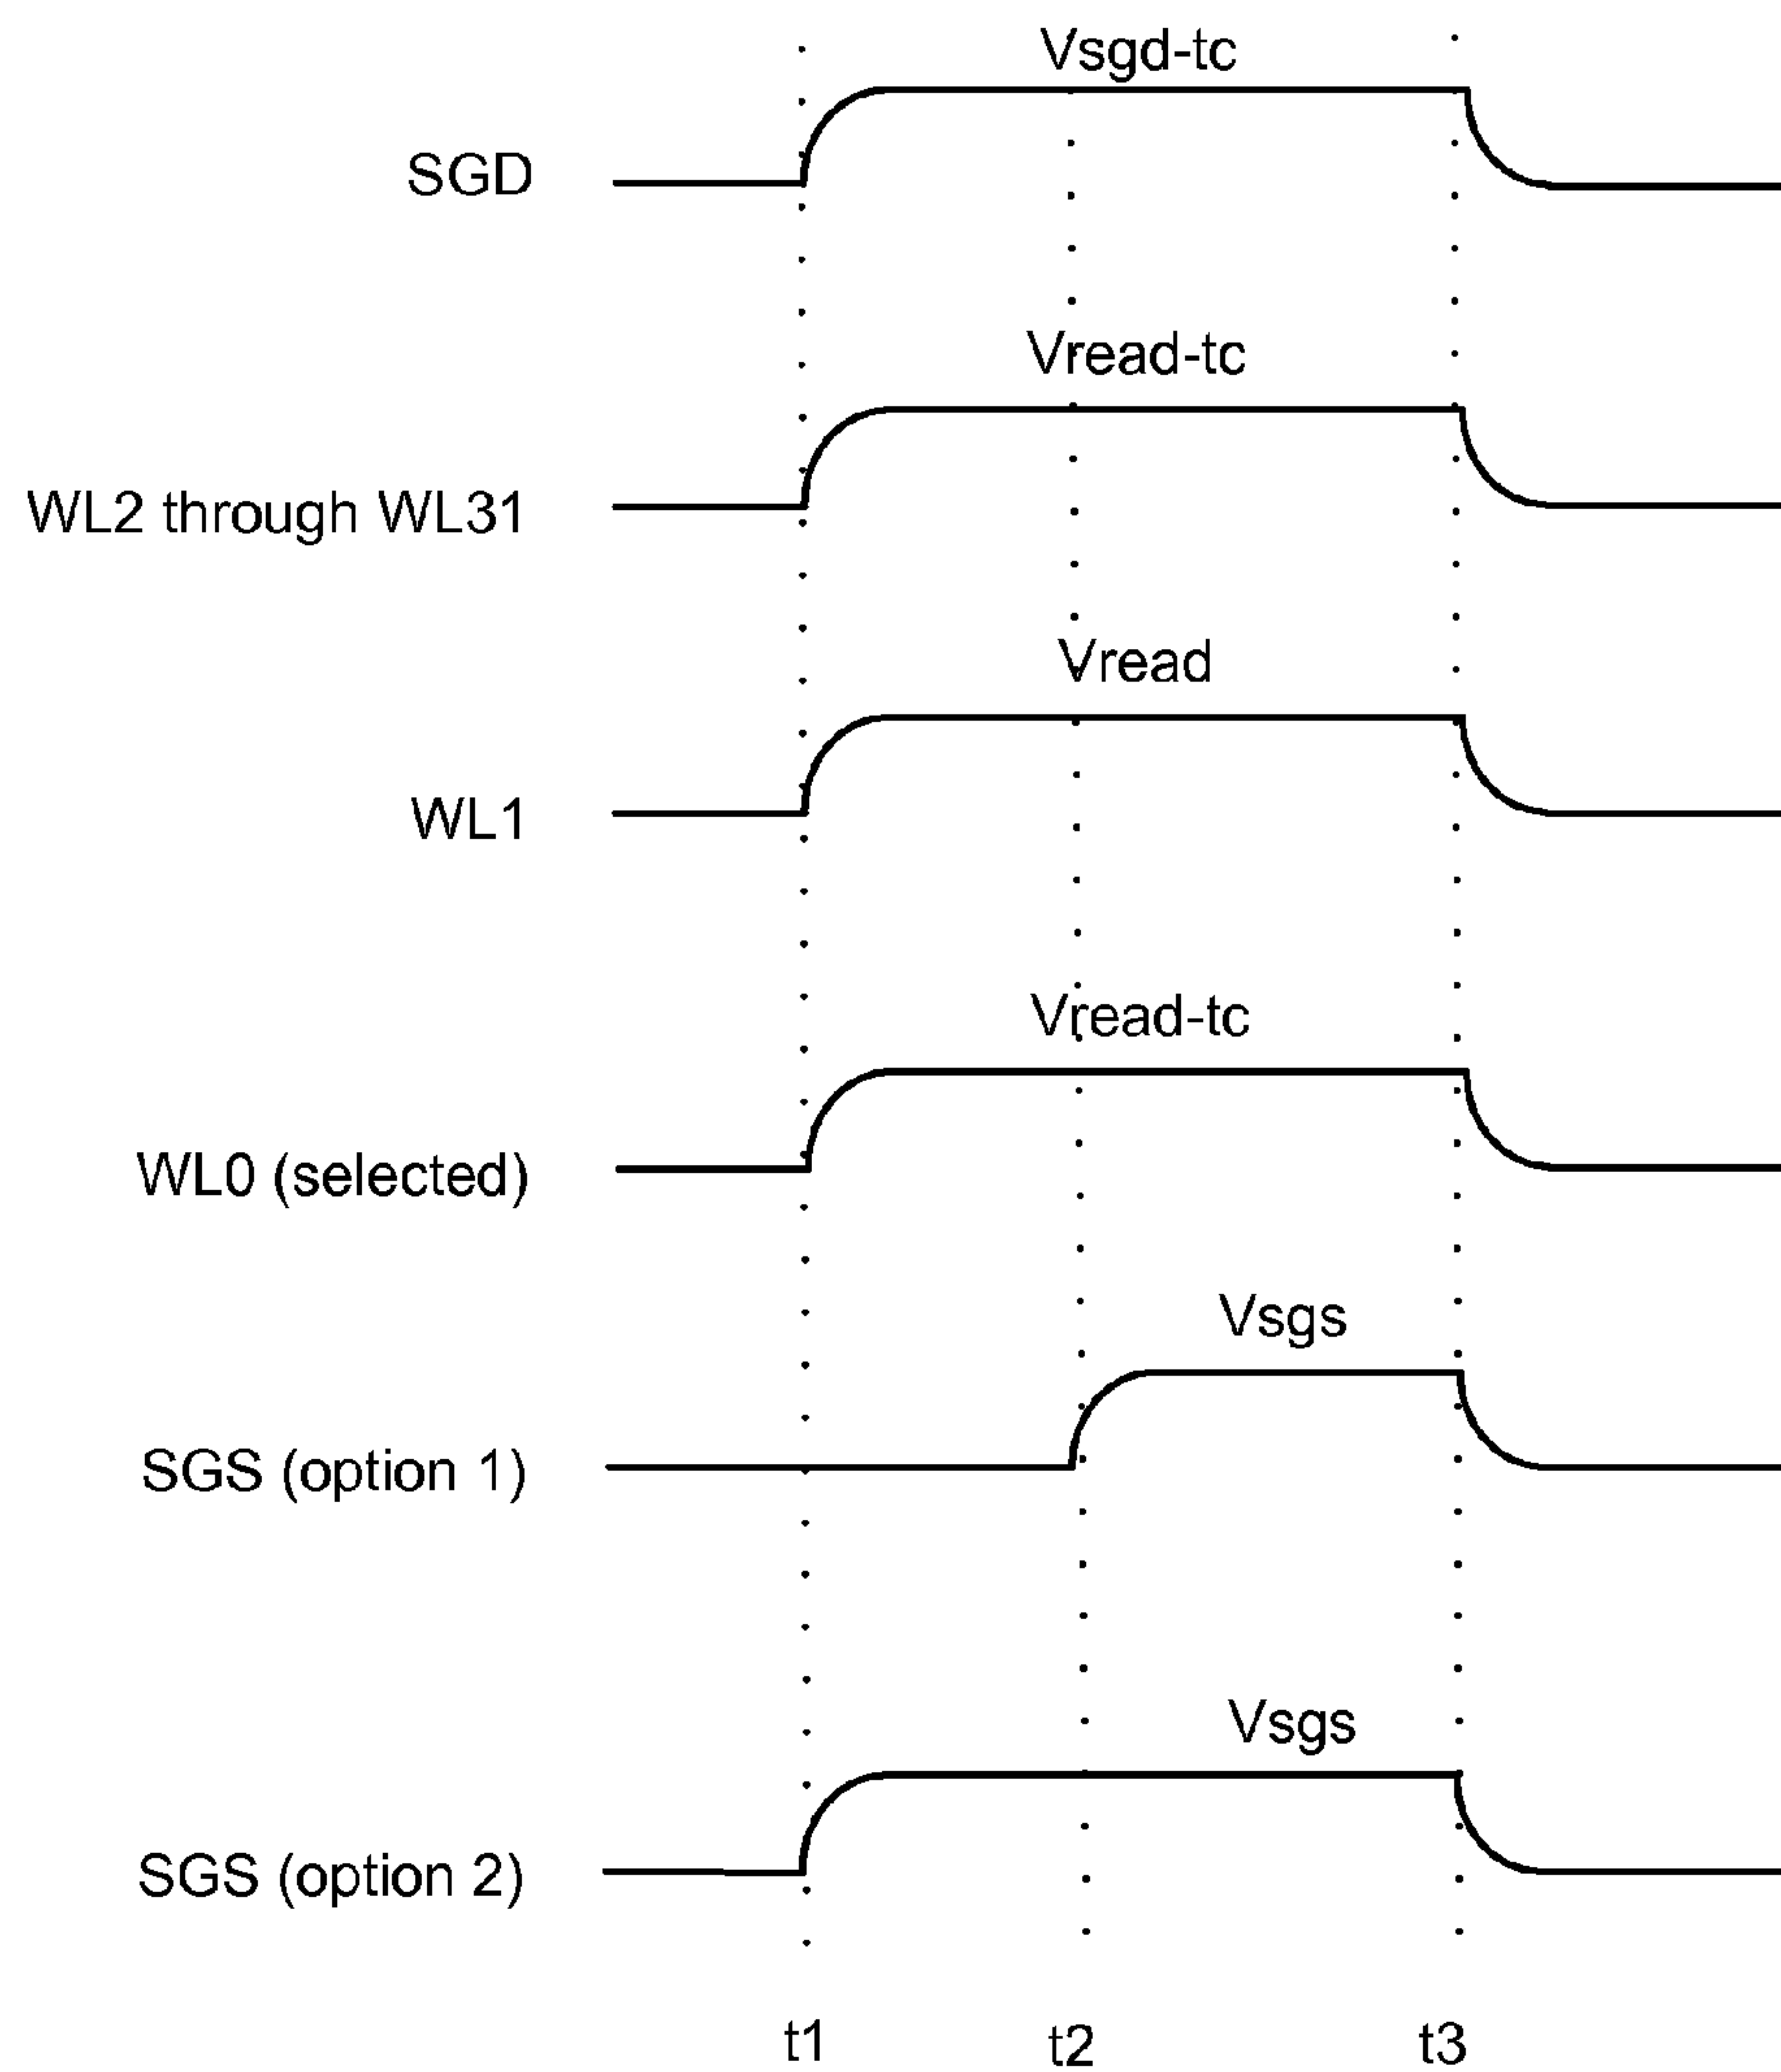 Vsgd-tc
SGD
Vread-tc
WL2 through WL31
Vread
WL1
Vread-tc
WL0 (selected)
Vsgs
SGS (option 1)
Vsgs
SGS (option 2)
t1 t2 t3